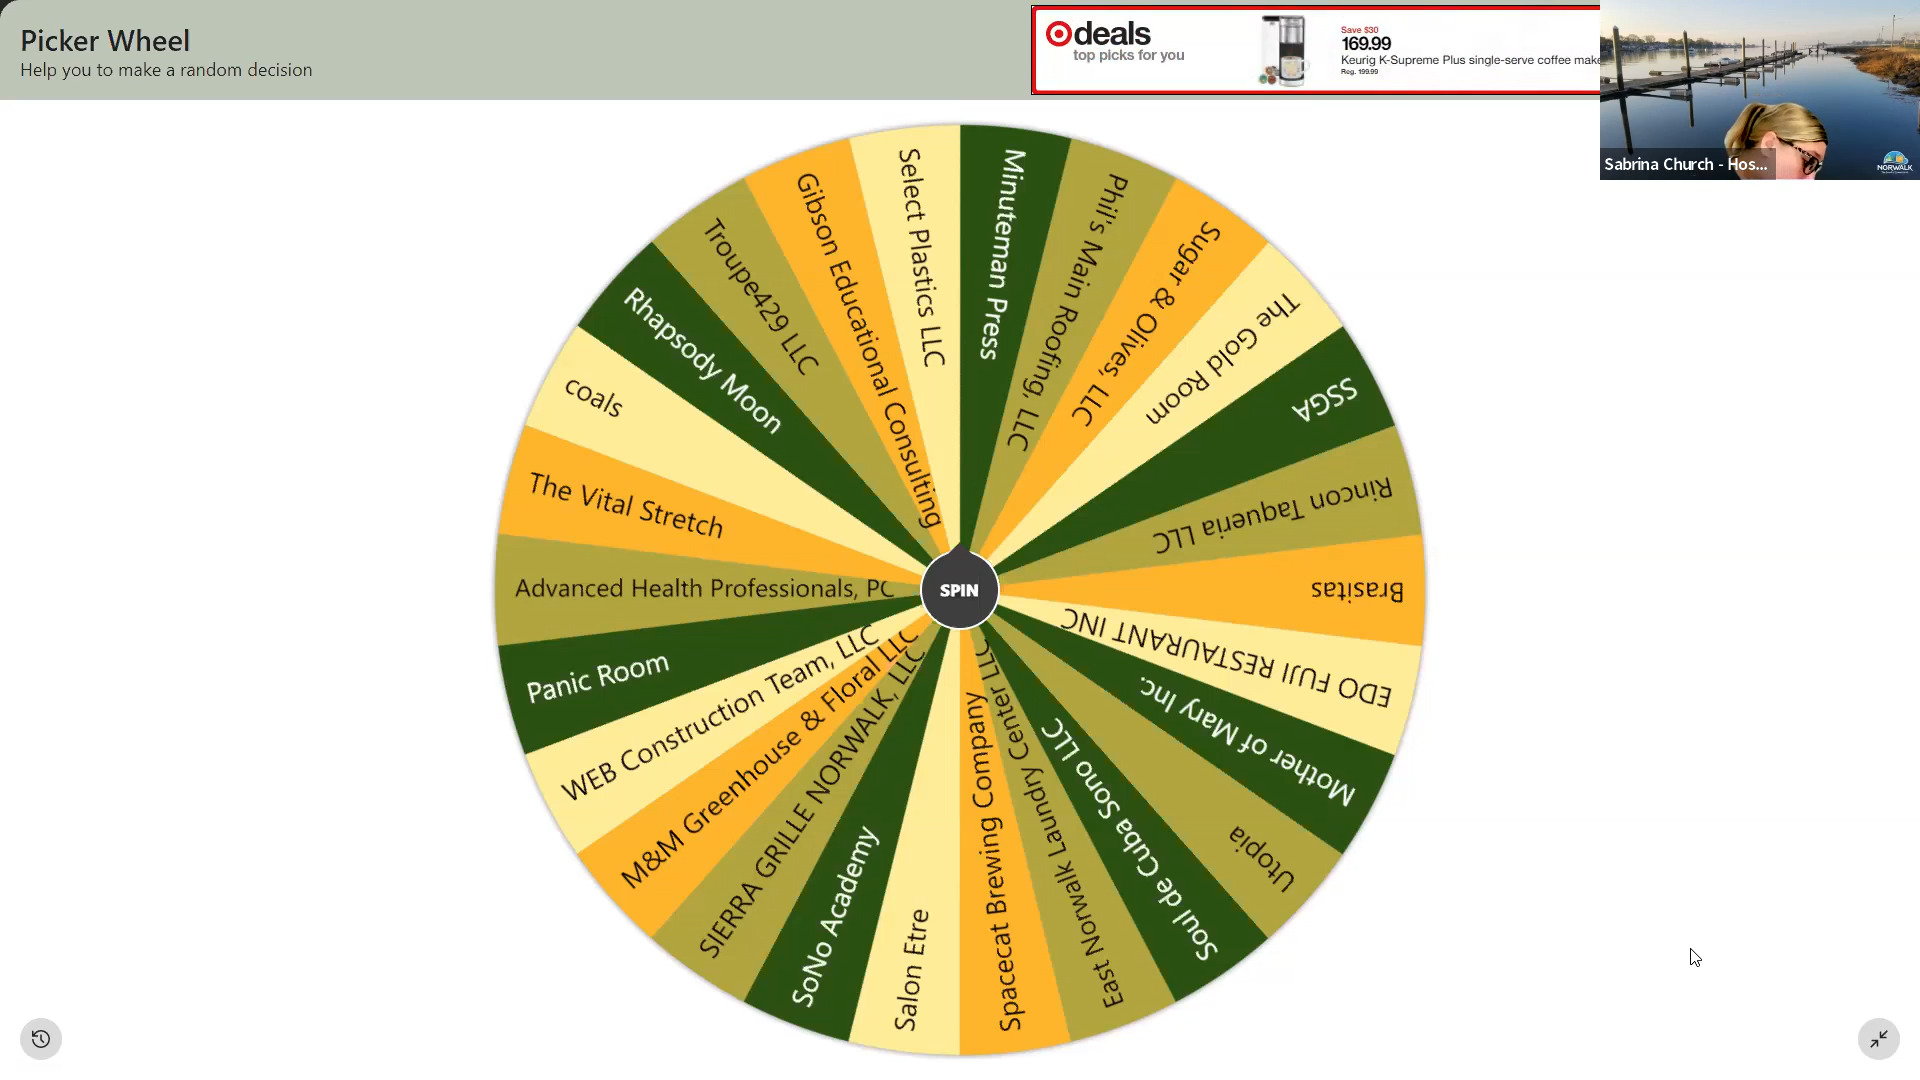 Picker Wheel
Help you to make a random decision
deals
top picks for you
Save $30
169.99
Keurig K-Supreme Plus single-serve coffee make
Reg. 199.99
Sabrina Church - Hos...
NORWALK
Minuteman Press
Phil's Main Roofing, LLC
Sugar & Olives, LLC
The Gold Room
SSGA
Rincon Taqueria LLC
Brasitas
EDO FUJI RESTAURANT INC
Mother of Mary Inc.
Utopia
Soul de Cuba Sono LLC
East Norwalk Laundry Center LLC
Spacecat Brewing Company
Salon Etre
SoNo Academy
SIERRA GRILLE NORWALK, LLC
M&M Greenhouse & Floral LLC
WEB Construction Team, LLC
Panic Room
Advanced Health Professionals, PC
The Vital Stretch
coals
Rhapsody Moon
Troupe429 LLC
Gibson Educational Consulting
Select Plastics LLC
SPIN